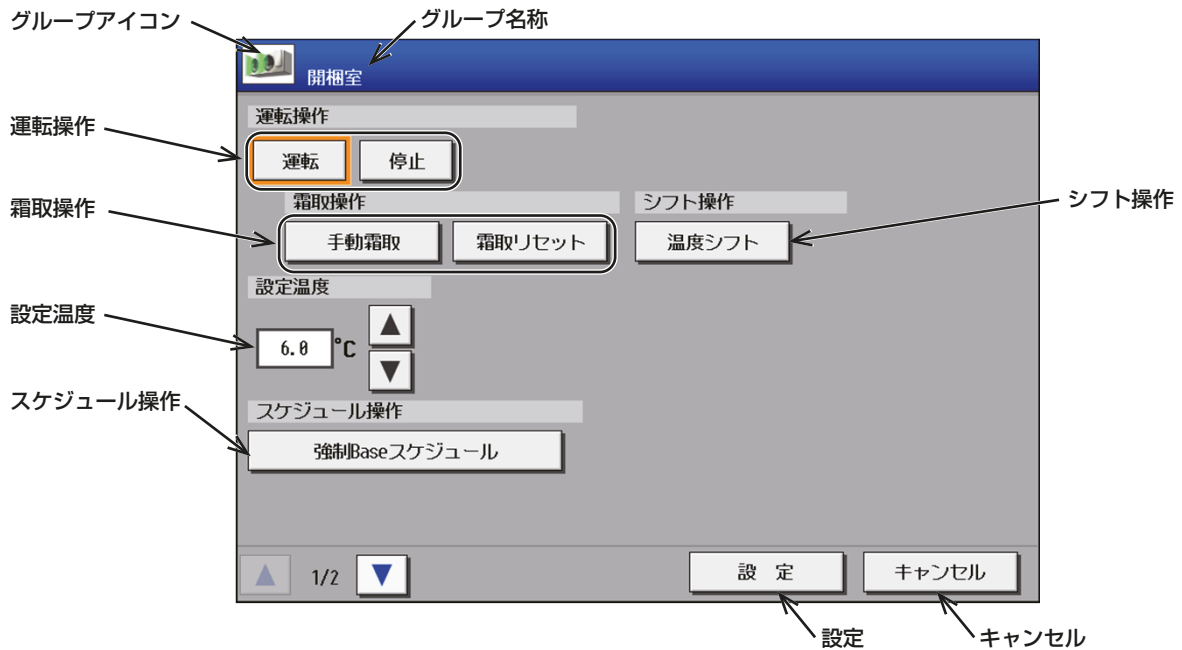 グループアイコン
グループ名称
開梱室
運転操作
運転操作
運転
停止
霜取操作
霜取操作
シフト操作
シフト操作
手動霜取
霜取リセット
温度シフト
設定温度
設定温度
6.0
℃
スケジュール操作
スケジュール操作
強制Baseスケジュール
1/2
設 定
キャンセル
設定
キャンセル